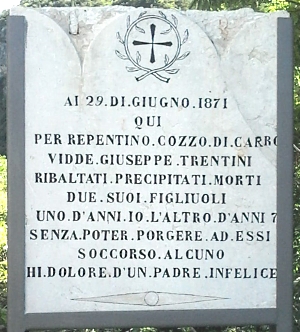 AI 29.DI.GIUGNO.1871
QUI
PER REPENTINO.COZZO.DI.CARRO
VIDDE.GIUSEPPE.TRENTINI
RIBALTATI.PRECIPITATI.MORTI
DUE.SUOI.FIGLIUOLI
UNO.D'ANNI.10.L'ALTRO.D'ANNI 7
SENZA.POTER.PORGERE.AD.ESSI
SOCCORSO.ALCUNO
HI.DOLORE.D'UN.PADRE.INFELICE